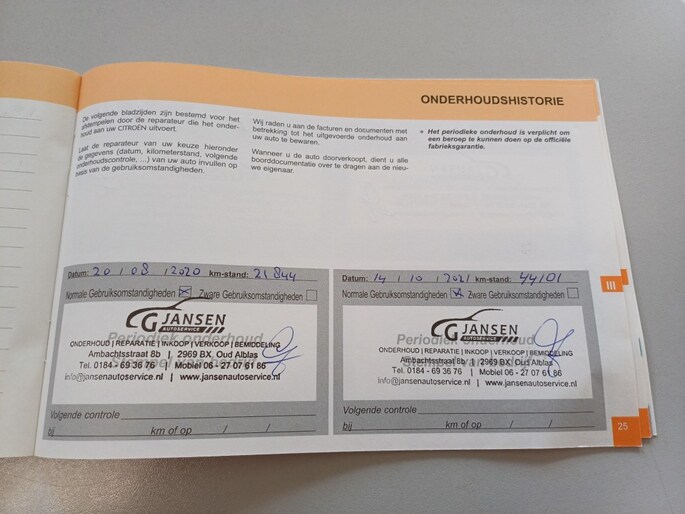 ONDERHOUDSHISTORIE
De volgende bladzijden zijn bestemd voor het
afstempelen door de reparateur die het onder-
houd aan uw CITROËN uitvoert.
Laat de reparateur van uw keuze hieronder
de gegevens (datum, kilometerstand, volgende
onderhoudscontrole, ...) van uw auto invullen op
basis van de gebruiksomstandigheden.
Wij raden u aan de facturen en documenten met
betrekking tot het uitgevoerde onderhoud aan
uw auto te bewaren.
Wanneer u de auto doorverkoopt, dient u alle
boorddocumentatie over te dragen aan de nieu-
we eigenaar.
Het periodieke onderhoud is verplicht om
een beroep te kunnen doen op de officiële
fabrieksgarantie.
Datum: 20 / 08 / 2020 km-stand: 21844
Normale Gebruiksomstandigheden Zware Gebruiksomstandigheden
CG JANSEN
AUTOSERVICE
Periodiek onderhoud
ONDERHOUD | REPARATIE | INKOOP | VERKOOP | BEMIDDELING
Ambachtsstraat 8b | 2969 BX, Oud Alblas
Tel. 0184 - 69 36 76 | Mobiel 06 - 27 07 61 86
info@jansenautoservice.nl | www.jansenautoservice.nl
Volgende controle
bij km of op / /
Datum: 14 / 10 / 2021 km-stand: 44101
Normale Gebruiksomstandigheden Zware Gebruiksomstandigheden
CG JANSEN
AUTOSERVICE
Periodiek onderhoud
ONDERHOUD | REPARATIE | INKOOP | VERKOOP | BEMIDDELING
Ambachtsstraat 8b | 2969 BX, Oud Alblas
Tel. 0184 - 69 36 76 | Mobiel 06 - 27 07 61 86
info@jansenautoservice.nl | www.jansenautoservice.nl
Volgende controle
bij km of op / /
III
25